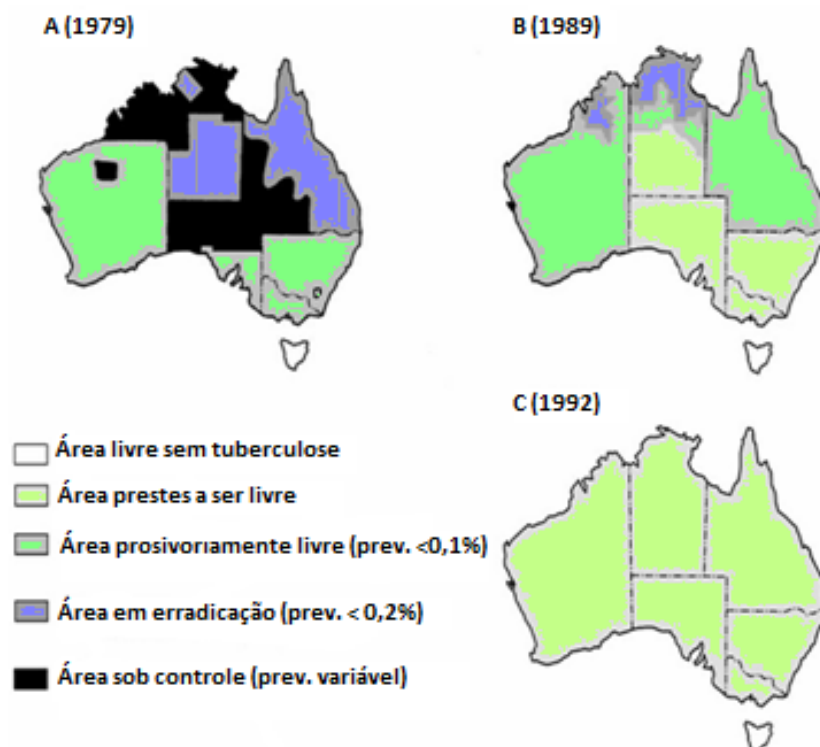 A (1979)
B (1989)
C (1992)
Área livre sem tuberculose
Área prestes a ser livre
Área prosivoriamente livre (prev. <0,1%)
Área em erradicação (prev. < 0,2%)
Área sob controle (prev. variável)